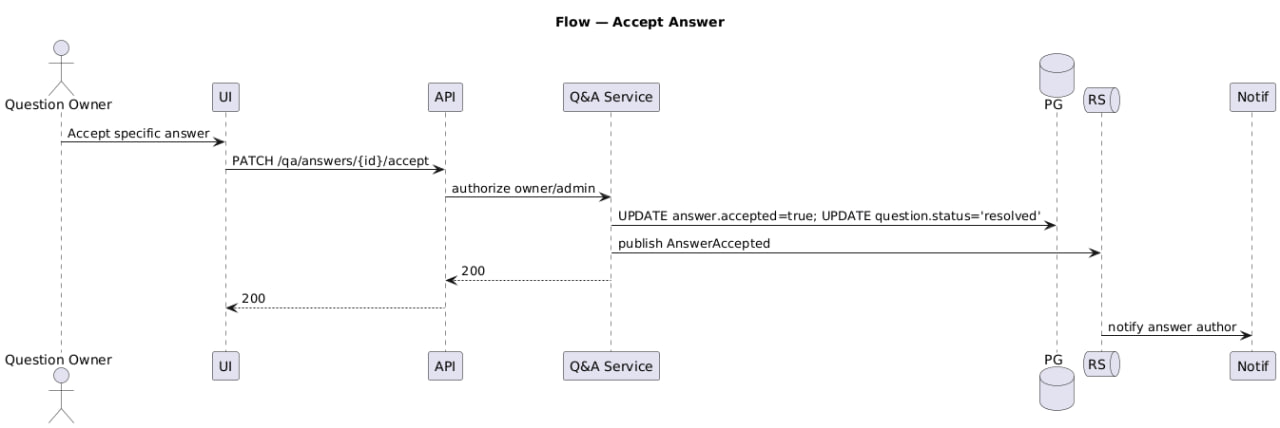 Flow — Accept Answer
Question Owner
UI
API
Q&A Service
PG
RS
Notif
Accept specific answer
PATCH /qa/answers/{id}/accept
authorize owner/admin
UPDATE answer.accepted=true; UPDATE question.status='resolved'
publish AnswerAccepted
200
200
notify answer author
Question Owner
UI
API
Q&A Service
PG
RS
Notif